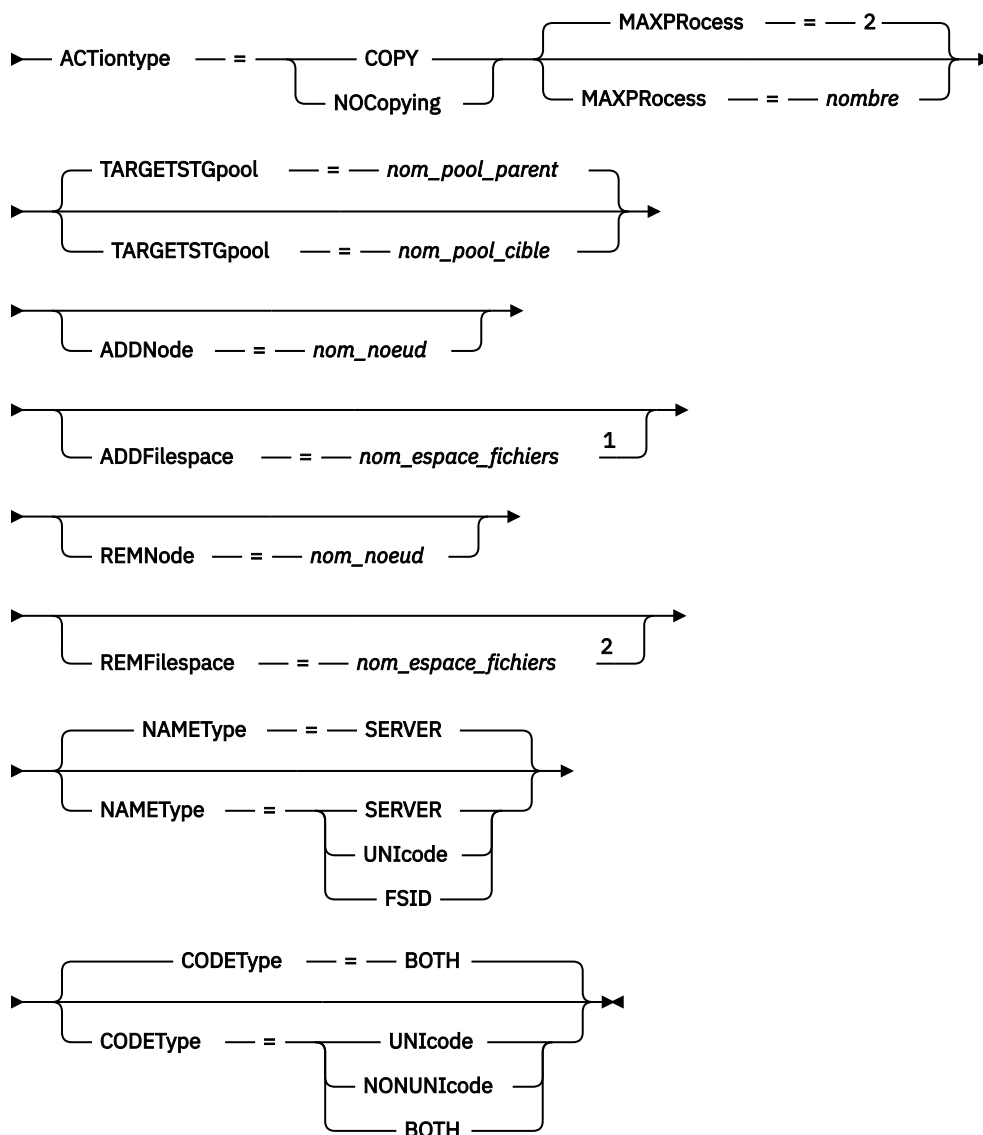 MAXPRocess = 2
ACTiontype = COPY
NOCopying
MAXPRocess = nombre
TARGETSTGpool = nom_pool_parent
TARGETSTGpool = nom_pool_cible
ADDNode = nom_noeud
ADDFilespace = nom_espace_fichiers 1
REMNode = nom_noeud
REMFilespace = nom_espace_fichiers 2
NAMEType = SERVER
NAMEType = SERVER
UNIcode
FSID
CODEType = BOTH
CODEType = UNIcode
NONUNIcode
BOTH